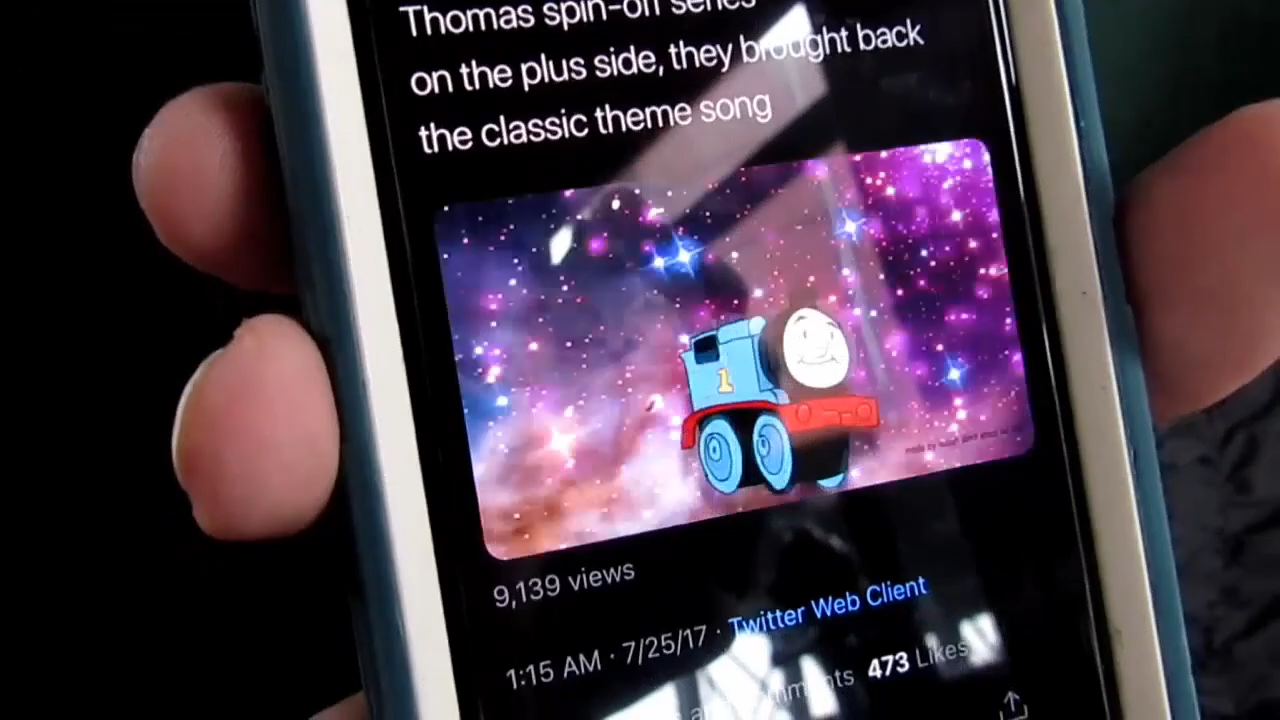 Thomas spin-off series
on the plus side, they brought back
the classic theme song
1
9,139 views
1:15 AM · 7/25/17 · Twitter Web Client
473 Likes